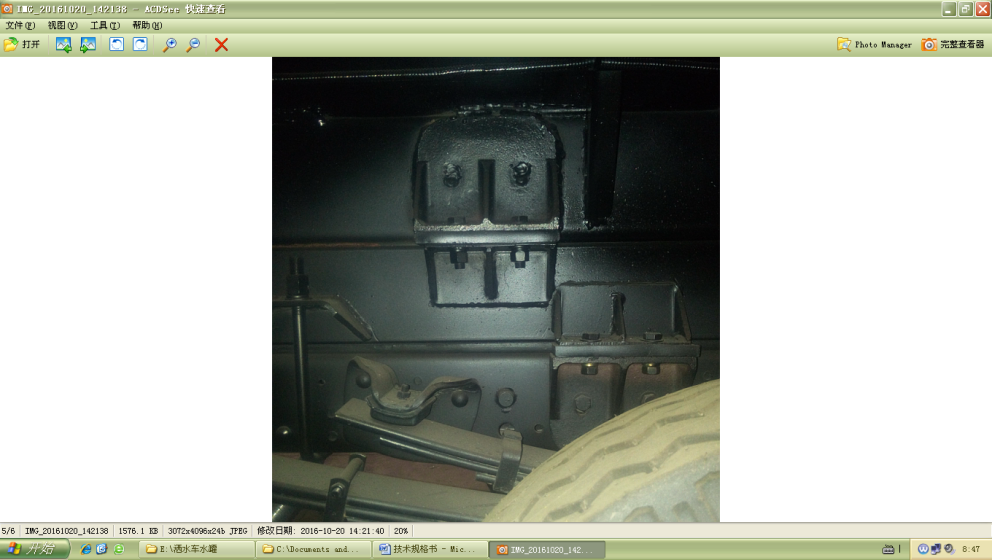 IMG_20161020_142138 - ACDSee 快速查看
文件(F) 视图(V) 工具(T) 帮助(H)
打开 Photo Manager 完整查看器
5/6 IMG_20161020_142138 1576.1 KB 3072x4096x24b JPEG 修改日期: 2016-10-20 14:21:40 20%
开始 E:\洒水车水罐 C:\Documents and... 技术规格书 - Mic... IMG_20161020_142... 8:47